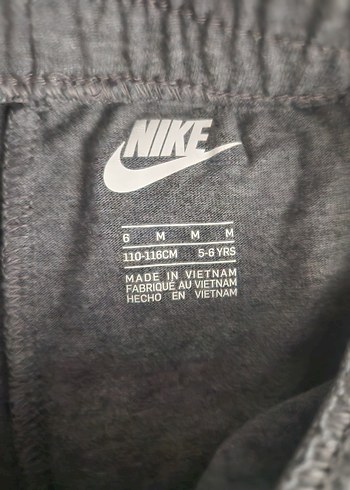 NIKE
6 M M M
110-116CM 5-6 YRS
MADE IN VIETNAM
FABRIQUÉ AU VIETNAM
HECHO EN VIETNAM